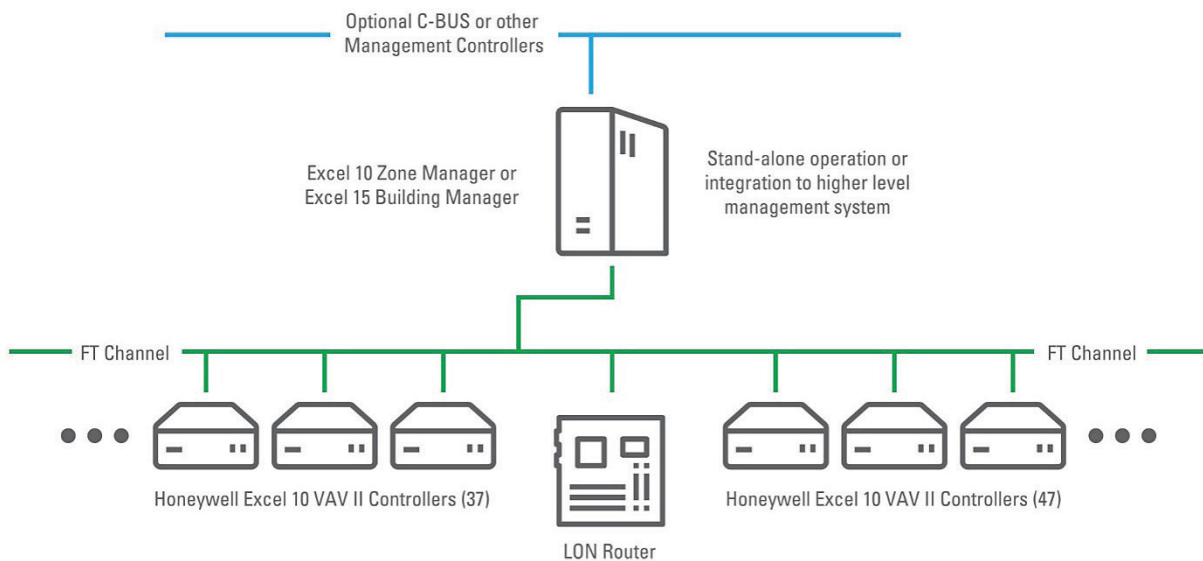 Optional C-BUS or other
Management Controllers
Excel 10 Zone Manager or
Excel 15 Building Manager
Stand-alone operation or
integration to higher level
management system
FT Channel
FT Channel
Honeywell Excel 10 VAV II Controllers (37)
Honeywell Excel 10 VAV II Controllers (47)
LON Router